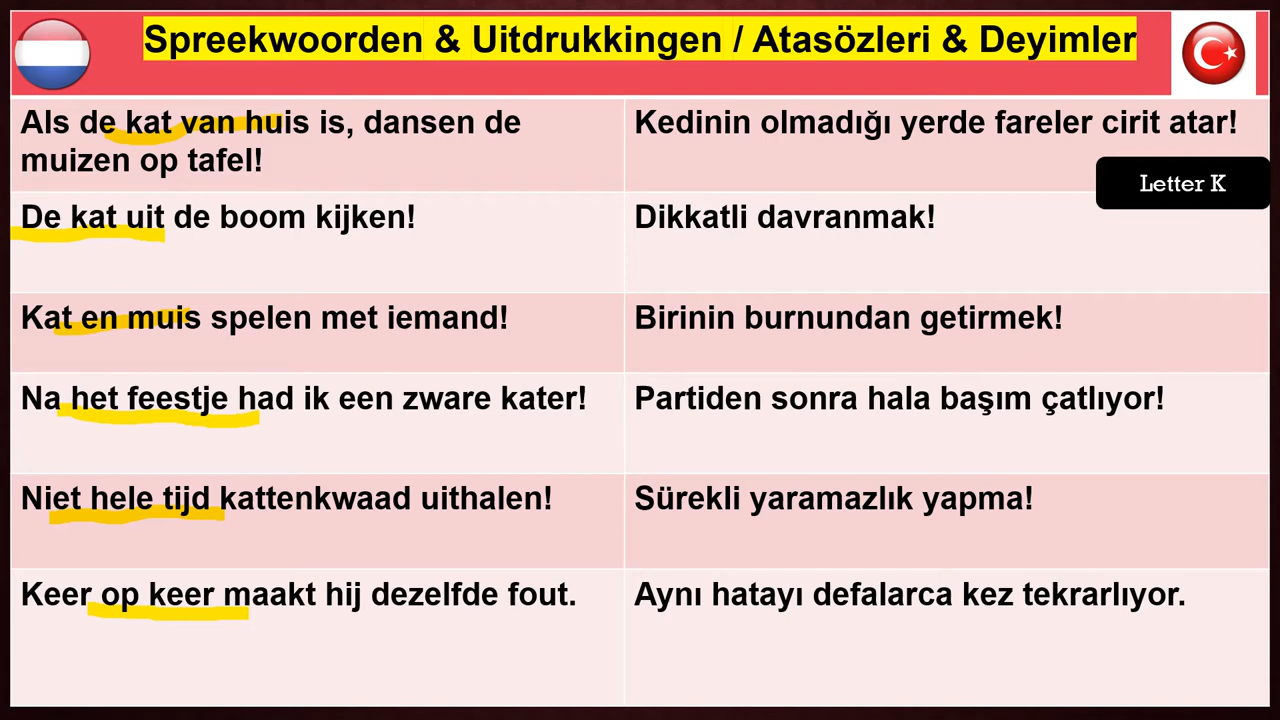 Spreekwoorden & Uitdrukkingen / Atasözleri & Deyimler
Als de kat van huis is, dansen de
muizen op tafel!
Kedinin olmadığı yerde fareler cirit atar!
Letter K
De kat uit de boom kijken!
Dikkatli davranmak!
Kat en muis spelen met iemand!
Birinin burnundan getirmek!
Na het feestje had ik een zware kater!
Partiden sonra hala başım çatlıyor!
Niet hele tijd kattenkwaad uithalen!
Sürekli yaramazlık yapma!
Keer op keer maakt hij dezelfde fout.
Aynı hatayı defalarca kez tekrarlıyor.